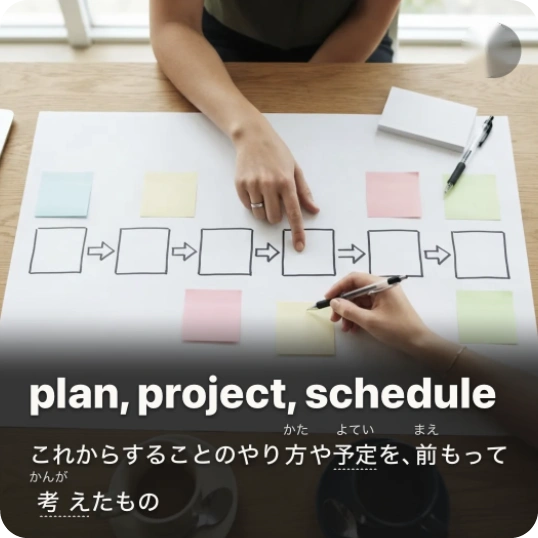 plan, project, schedule
かた よてい まえ
これからすることのやり方や予定を、前もって
かんが
考えたもの